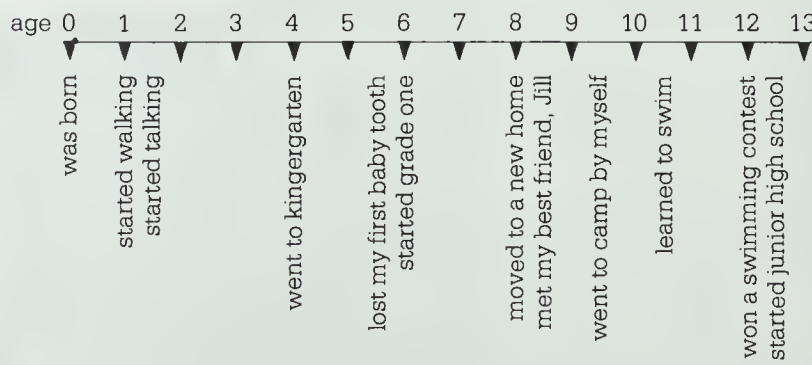 age 0 1 2 3 4 5 6 7 8 9 10 11 12 13
was born
started walking
started talking
went to kingergarten
lost my first baby tooth
started grade one
moved to a new home
met my best friend, Jill
went to camp by myself
learned to swim
won a swimming contest
started junior high school